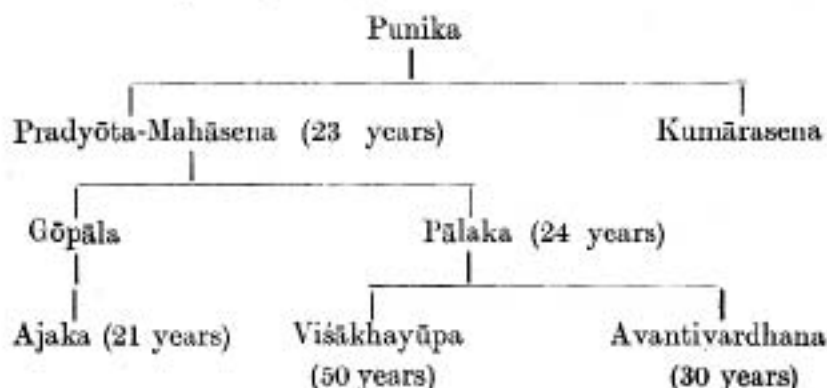 Punika
Pradyōta-Mahāsena (23 years) Kumārasena
Gōpāla Pālaka (24 years)
Ajaka (21 years) Viśākhayūpa Avantivardhana
(50 years) (30 years)